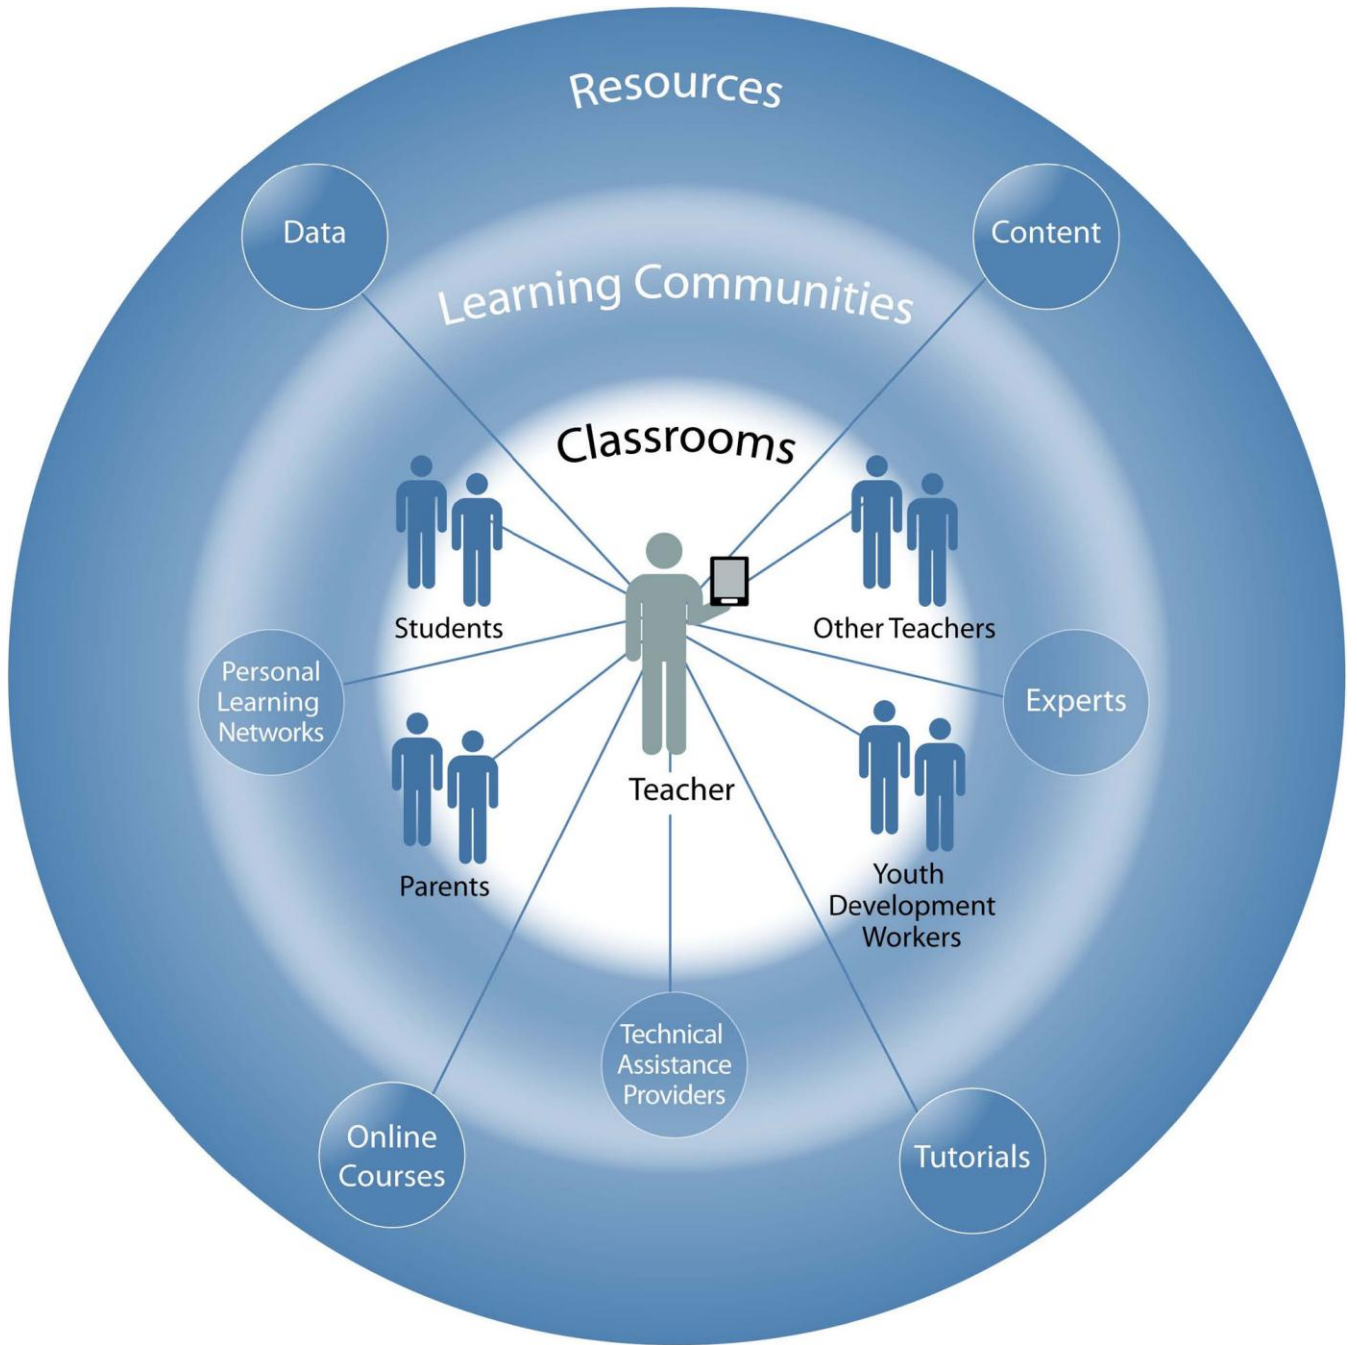 Resources
Data
Content
Learning Communities
Classrooms
Students
Other Teachers
Personal
Learning
Networks
Experts
Teacher
Parents
Youth
Development
Workers
Technical
Assistance
Providers
Online
Courses
Tutorials